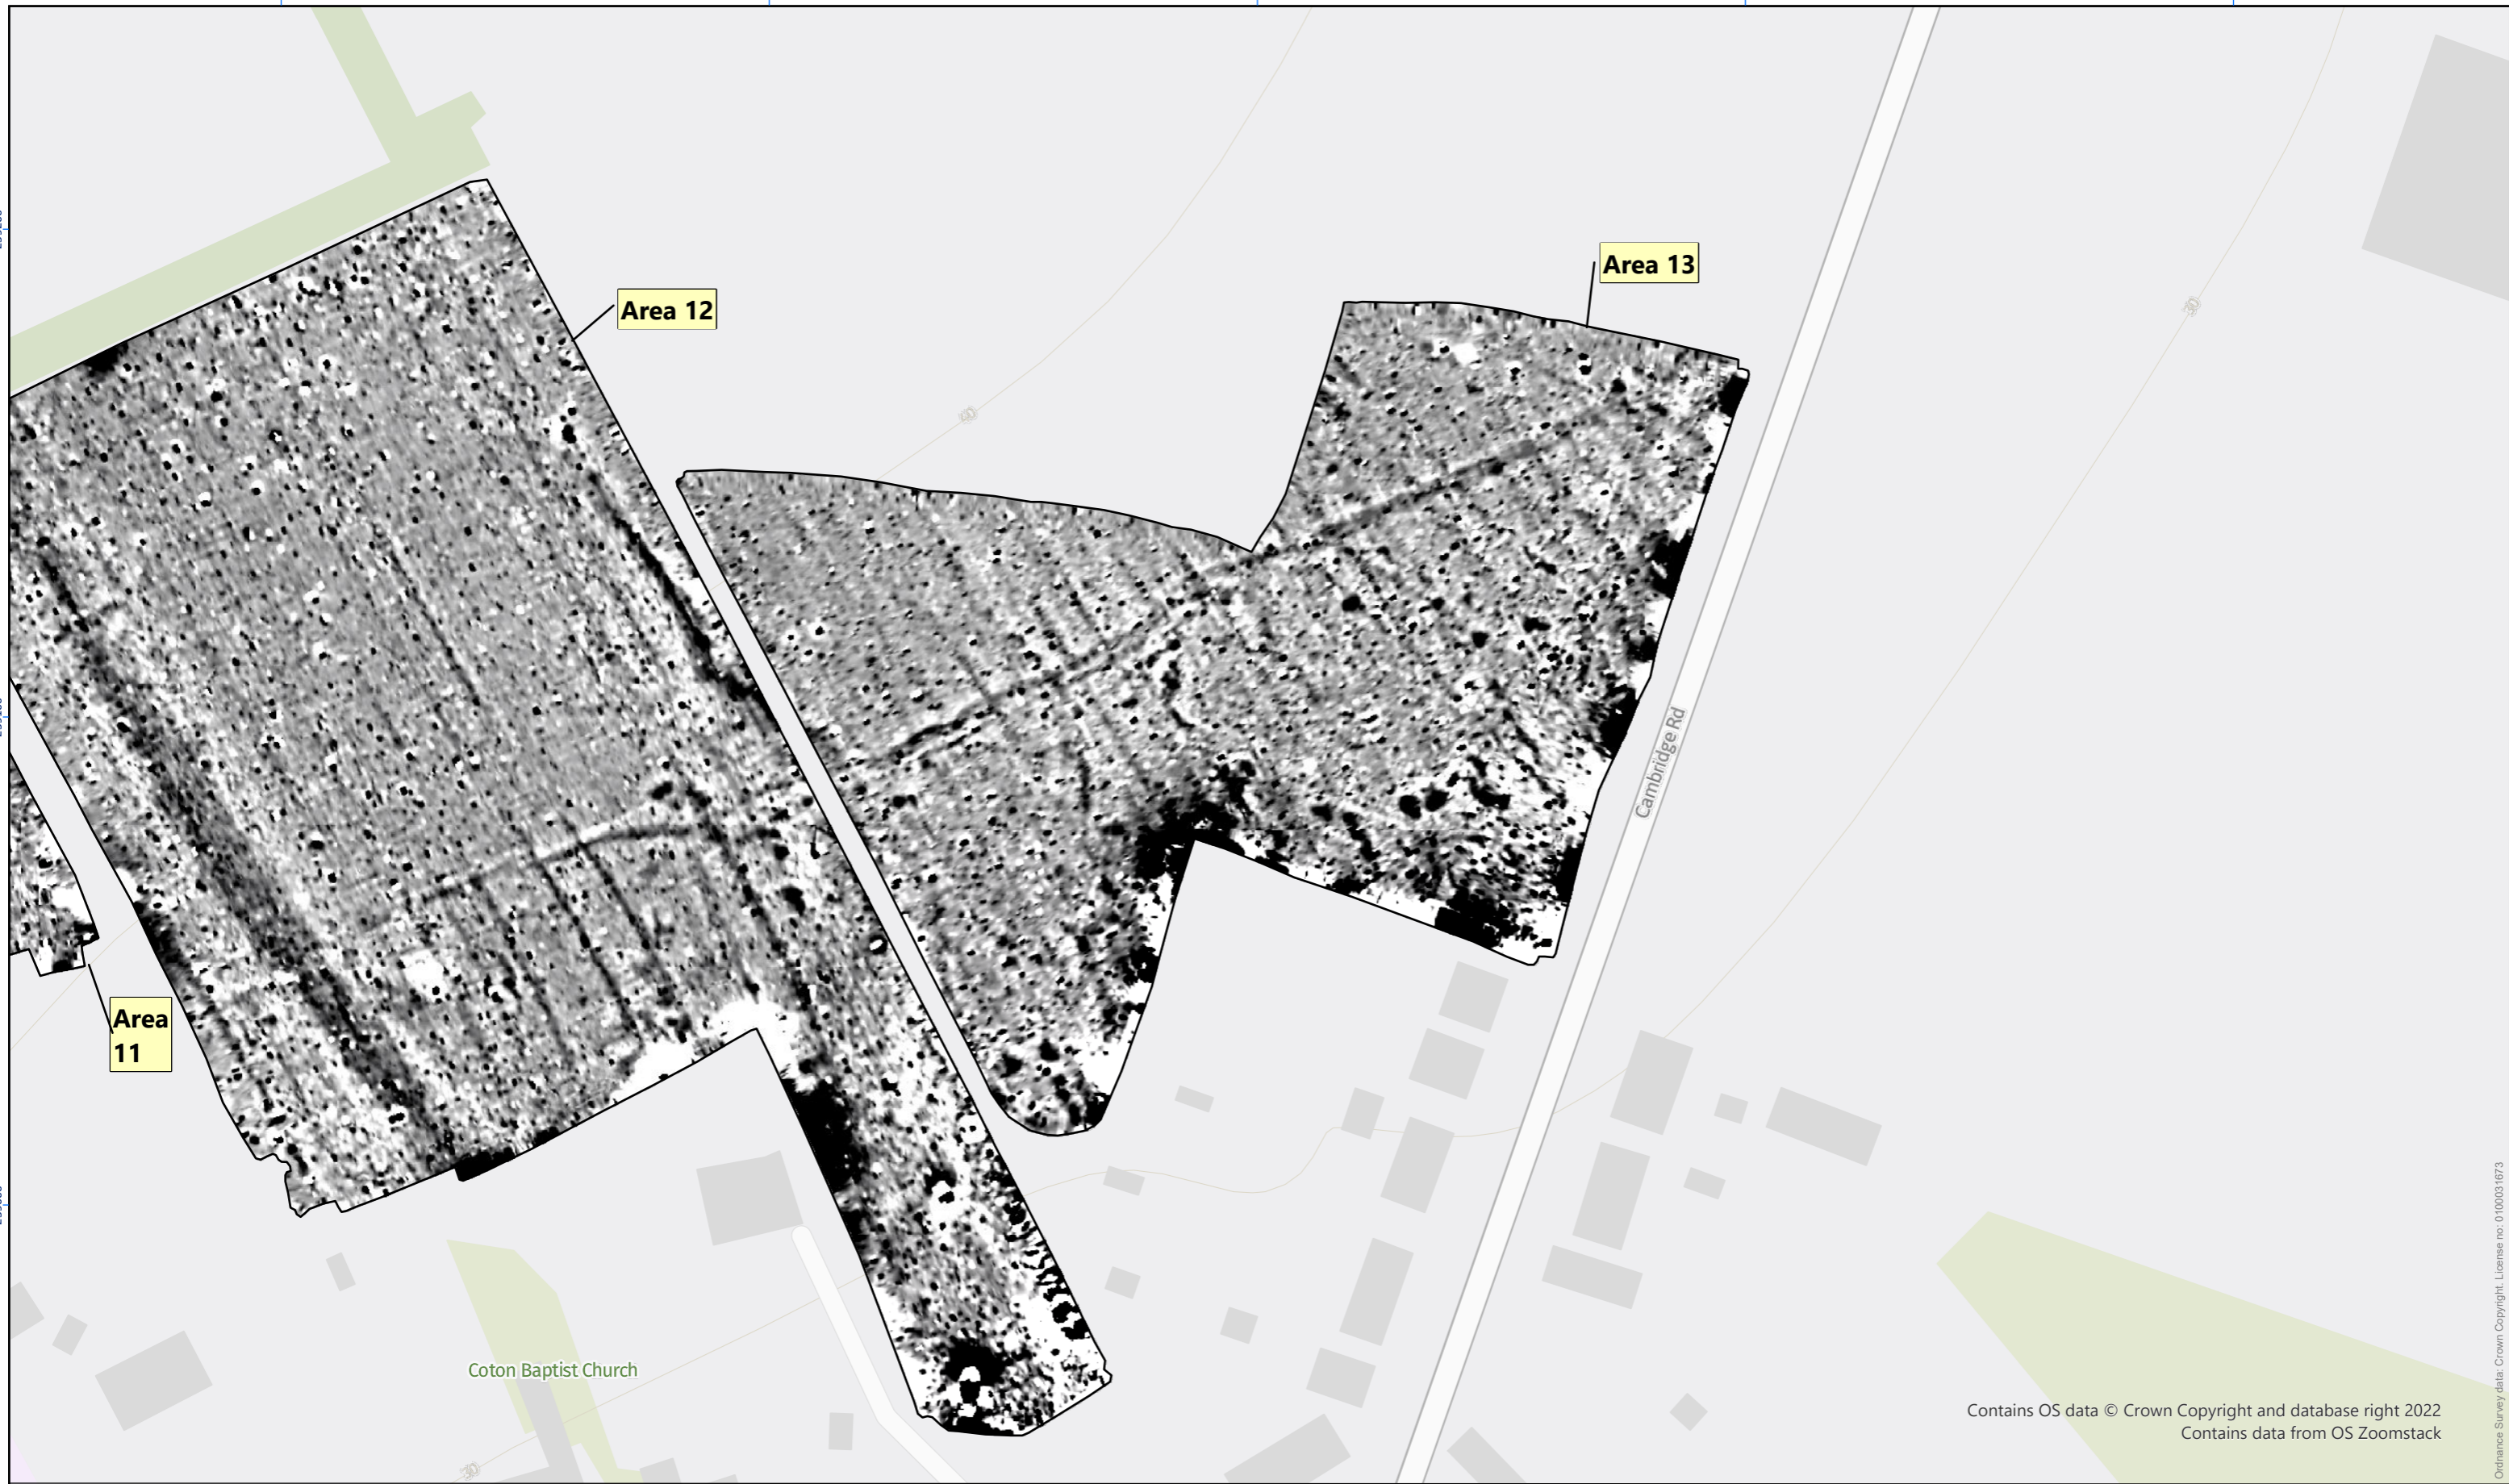 Area 13
Area 12
Cambridge Rd
Area
11
Coton Baptist Church
Contains OS data © Crown Copyright and database right 2022
Contains data from OS Zoomstack
Ordnance Survey data: Crown Copyright. License no: 0100031673